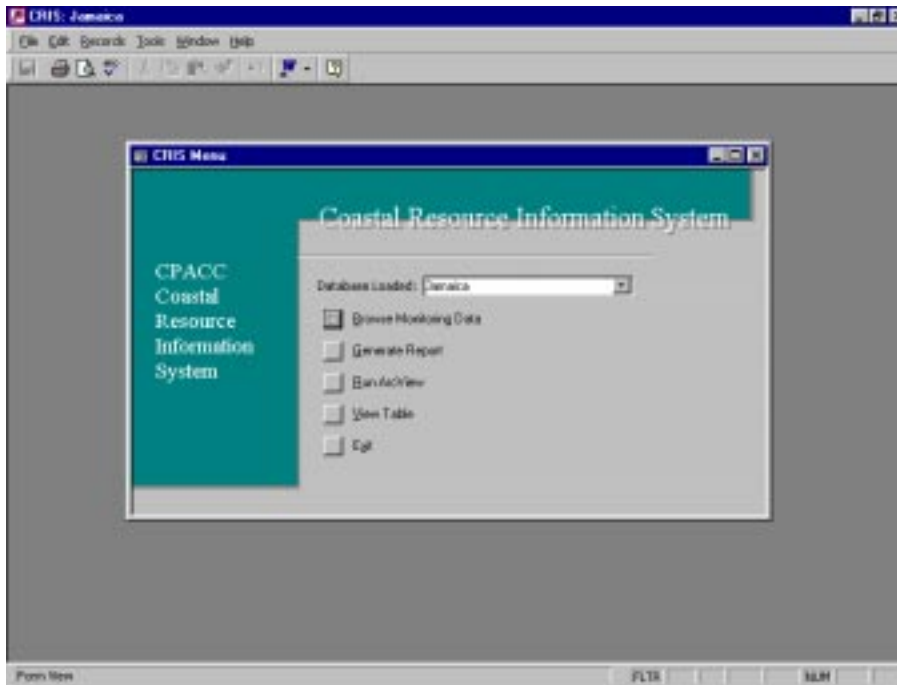 CRIS: Jamaica
File Edit Records Tools Window Help
CRIS Menu
Coastal Resource Information System
CPACC
Coastal
Resource
Information
System
Database Loaded: Jamaica
Browse Monitoring Data
Generate Report
Run ArcView
View Table
Exit
Form View FLTR NUM